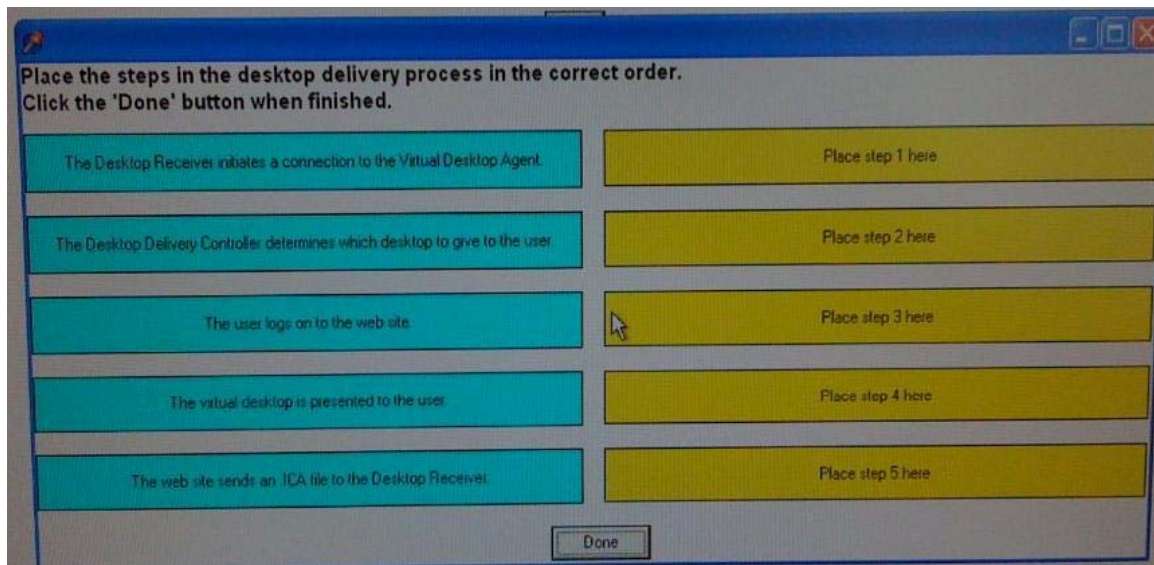 Place the steps in the desktop delivery process in the correct order.
Click the 'Done' button when finished.
The Desktop Receiver initiates a connection to the Virtual Desktop Agent.
Place step 1 here
The Desktop Delivery Controller determines which desktop to give to the user
Place step 2 here
The user logs on to the web site
Place step 3 here
The virtual desktop is presented to the user
Place step 4 here
The web site sends an .ICA file to the Desktop Receiver.
Place step 5 here
Done